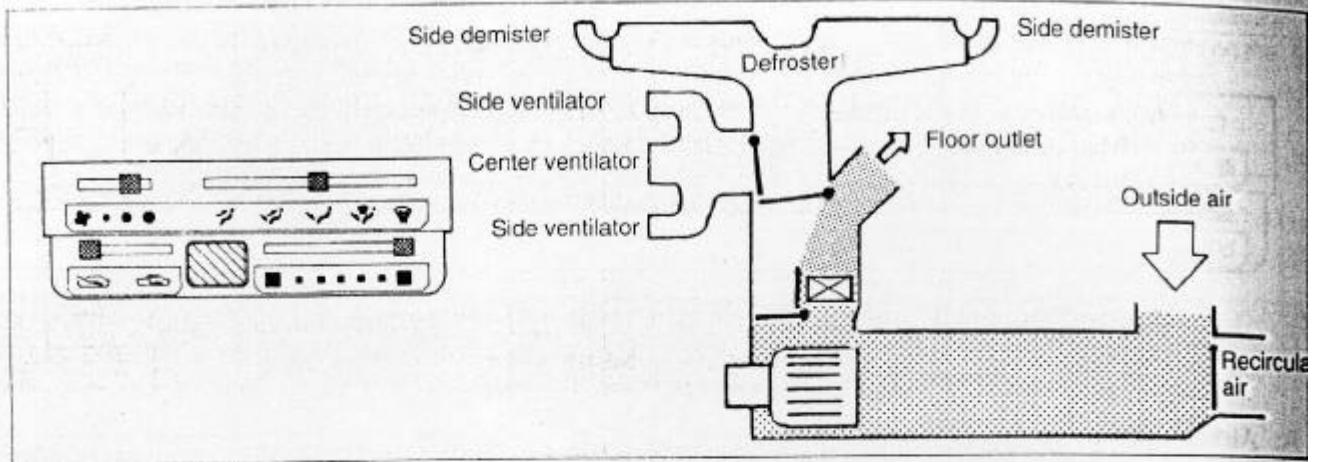 Side demister
Side demister
Defroster
Side ventilator
Floor outlet
Center ventilator
Outside air
Side ventilator
Recircula
air